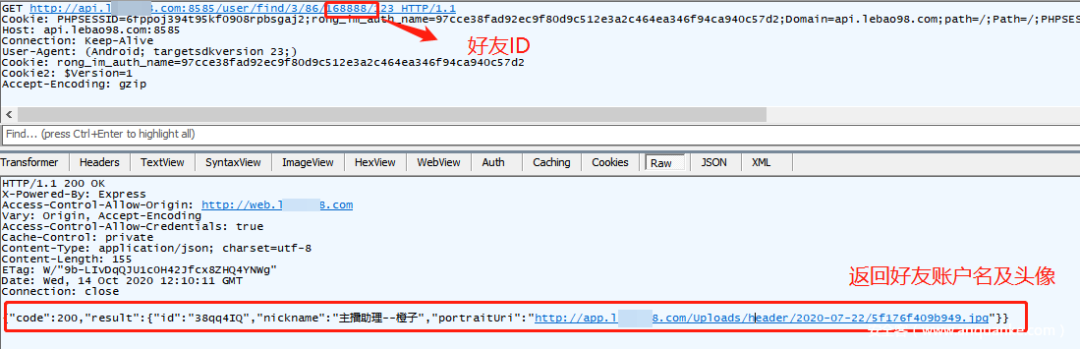 GET http://api.l 8.com:8585/user/find/3/86/168888/123 HTTP/1.1
Cookie: PHPSESSID=6fppoj394t95kf0908rpbsgaj2;rong_im_auth_name=97cce38fad92ec9f80d9c512e3a2c464ea346f94ca940c57d2;Domain=api.lebao98.com;path=/;Path=/;PHPSES
Host: api.lebao98.com:8585
Connection: Keep-Alive
User-Agent: (Android; targetsdkversion 23;)
Cookie: rong_im_auth_name=97cce38fad92ec9f80d9c512e3a2c464ea346f94ca940c57d2
Cookie2: $Version=1
Accept-Encoding: gzip
好友ID
Find... (press Ctrl+Enter to highlight all)
Transformer Headers TextView SyntaxView ImageView HexView WebView Auth Caching Cookies Raw JSON XML
HTTP/1.1 200 OK
X-Powered-By: Express
Access-Control-Allow-Origin: http://web.l 8.com
Vary: Origin, Accept-Encoding
Access-Control-Allow-Credentials: true
Cache-Control: private
Content-Type: application/json; charset=utf-8
Content-Length: 155
ETag: W/"9b-LIvDqQJU1cOH42Jfcx8ZHQ4YNWg"
Date: Wed, 14 Oct 2020 12:10:11 GMT
Connection: close
返回好友账户名及头像
{"code":200,"result":{"id":"38qq4IQ","nickname":"主播助理--橙子","portraitUri":"http://app.l 8.com/Uploads/header/2020-07-22/5f176f409b949.jpg"}}